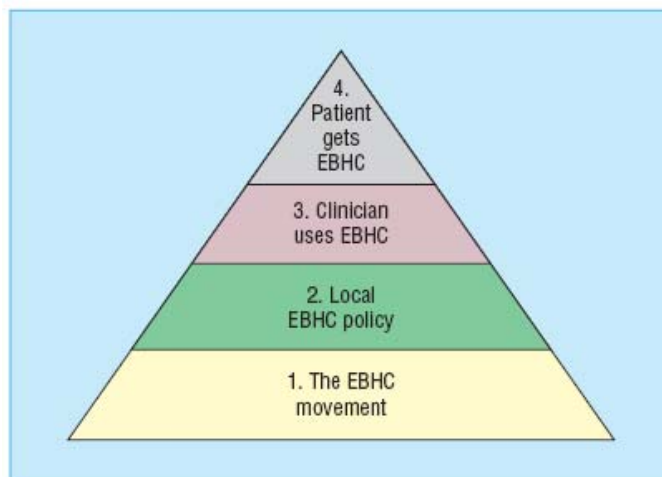 4.
Patient
gets
EBHC
3. Clinician
uses EBHC
2. Local
EBHC policy
1. The EBHC
movement